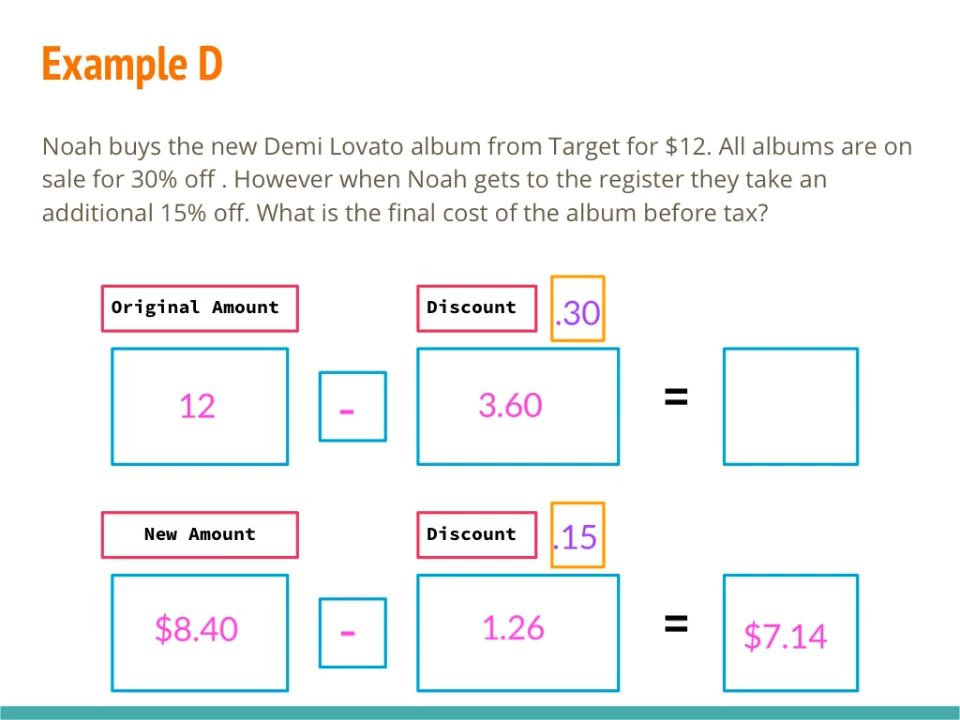 Example D
Noah buys the new Demi Lovato album from Target for $12. All albums are on
sale for 30% off . However when Noah gets to the register they take an
additional 15% off. What is the final cost of the album before tax?
Original Amount Discount .30
12 - 3.60 =
New Amount Discount .15
$8.40 - 1.26 = $7.14